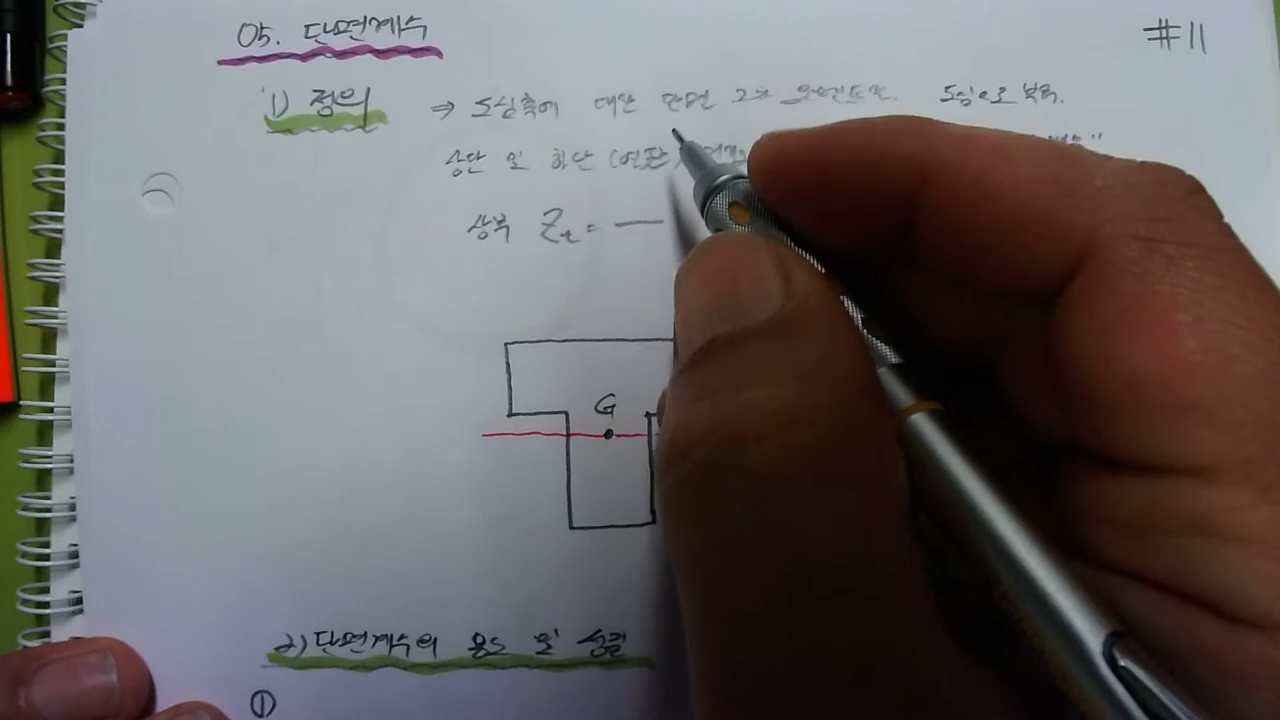 05. 단면계수
#11
1) 정의 ⇒ 도심축에 대한 단면 2차 모멘트를 도심으로 부터
상단 및 하단 (연단)
상부 Z_t = —
G
2) 단면계수의 용도 및 성질
①